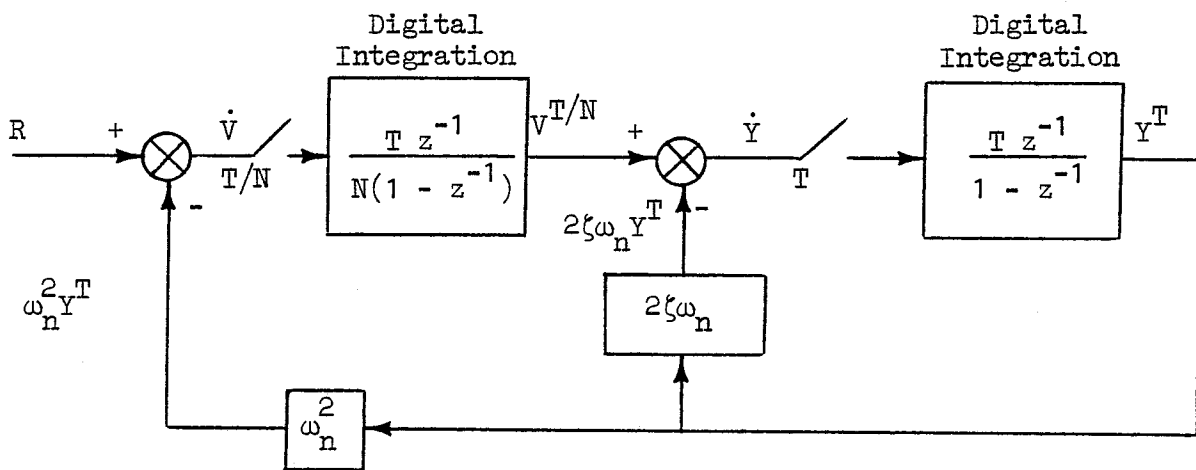 Digital
Integration
Digital
Integration
R
+
-
V̇
T/N
T z⁻¹
N(1 - z⁻¹)
V^T/N
+
-
Ẏ
T
T z⁻¹
1 - z⁻¹
Y^T
2ζω_n Y^T
ω_n² Y^T
2ζω_n
ω_n²